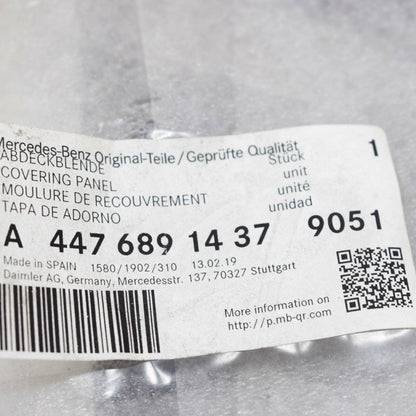 Mercedes-Benz Original-Teile/Geprüfte Qualität
ABDECKBLENDE Stück 1
COVERING PANEL unit
MOULURE DE RECOUVREMENT unité
TAPA DE ADORNO unidad
A 447 689 14 37 9051
Made in SPAIN 1580/1902/310 13.02.19
Daimler AG, Germany, Mercedesstr. 137, 70327 Stuttgart
More information on
http://p.mb-qr.com/